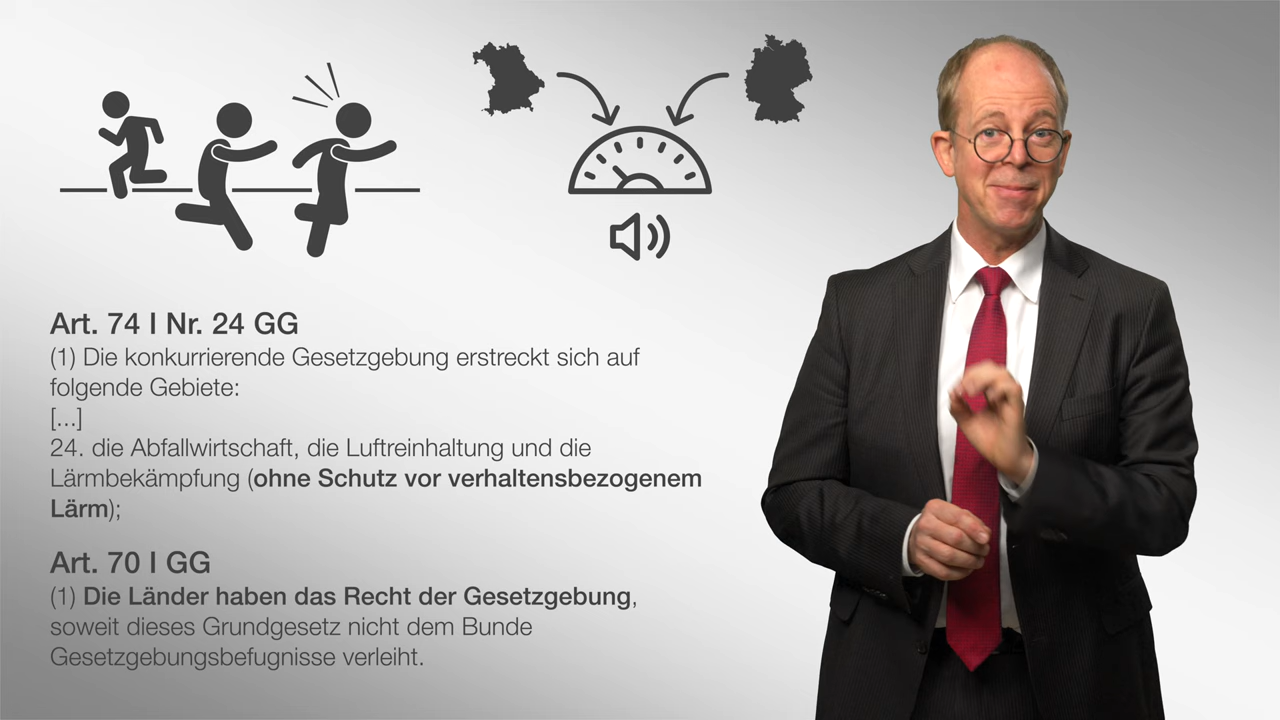 Art. 74 I Nr. 24 GG
(1) Die konkurrierende Gesetzgebung erstreckt sich auf
folgende Gebiete:
[...]
24. die Abfallwirtschaft, die Luftreinhaltung und die
Lärmbekämpfung (ohne Schutz vor verhaltensbezogenem
Lärm);
Art. 70 I GG
(1) Die Länder haben das Recht der Gesetzgebung,
soweit dieses Grundgesetz nicht dem Bunde
Gesetzgebungsbefugnisse verleiht.